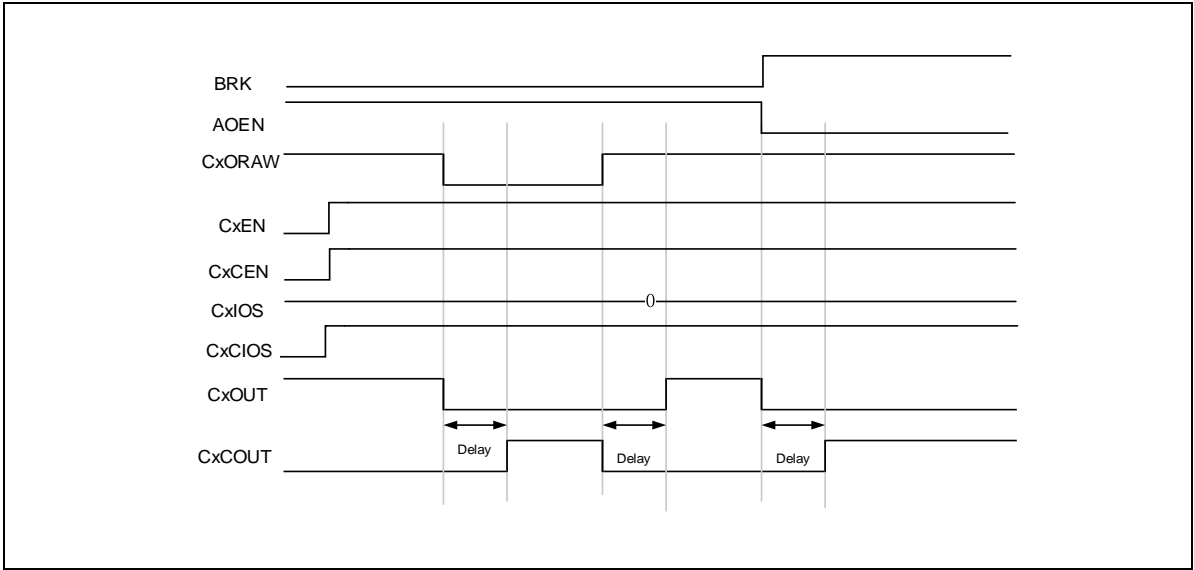 BRK
AOEN
CxORAW
CxEN
CxCEN
CxIOS
0
CxCIOS
CxOUT
Delay
Delay
Delay
CxCOUT